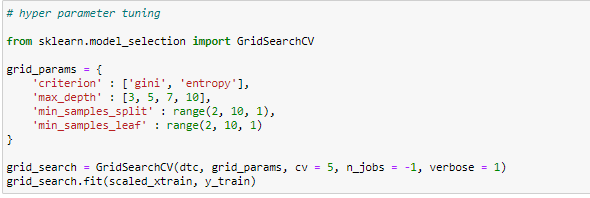 # hyper parameter tuning
from sklearn.model_selection import GridSearchCV
grid_params = {
    'criterion' : ['gini', 'entropy'],
    'max_depth' : [3, 5, 7, 10],
    'min_samples_split' : range(2, 10, 1),
    'min_samples_leaf' : range(2, 10, 1)
}
grid_search = GridSearchCV(dtc, grid_params, cv = 5, n_jobs = -1, verbose = 1)
grid_search.fit(scaled_xtrain, y_train)